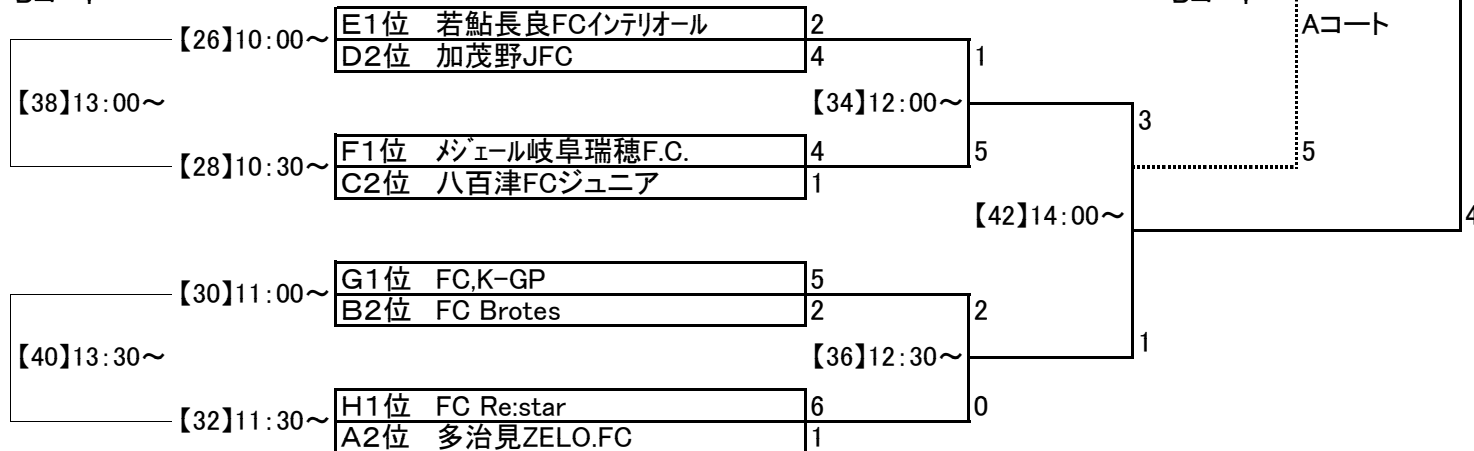 【26】10:00～
E1位 若鮎長良FCインテリオール 2
D2位 加茂野JFC 4
1
Aコート
【38】13:00～
【34】12:00～
3
【28】10:30～
F1位 メジェール岐阜瑞穂F.C. 4
C2位 八百津FCジュニア 1
5
5
【42】14:00～
4
【30】11:00～
G1位 FC,K-GP 5
B2位 FC Brotes 2
2
【40】13:30～
【36】12:30～
1
【32】11:30～
H1位 FC Re:star 6
A2位 多治見ZELO.FC 1
0